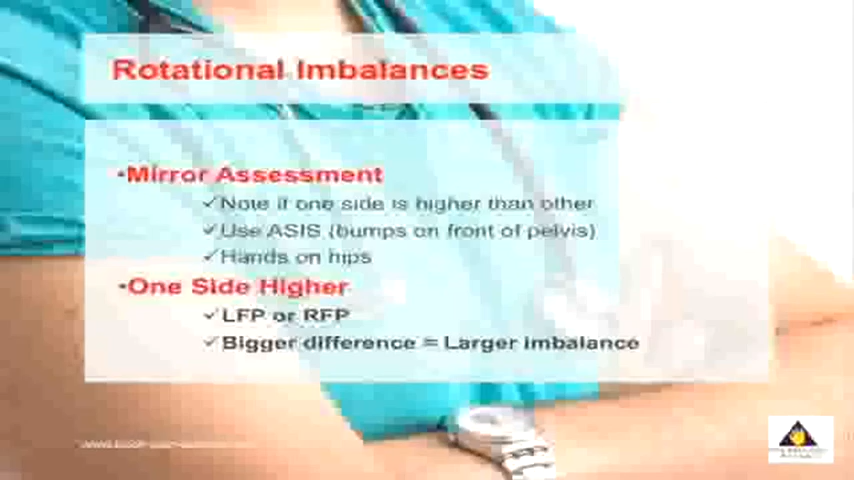 Rotational Imbalances
•Mirror Assessment
✓Note if one side is higher than other
✓Use ASIS (bumps on front of pelvis)
✓Hands on hips
•One Side Higher
✓LFP or RFP
✓Bigger difference = Larger imbalance